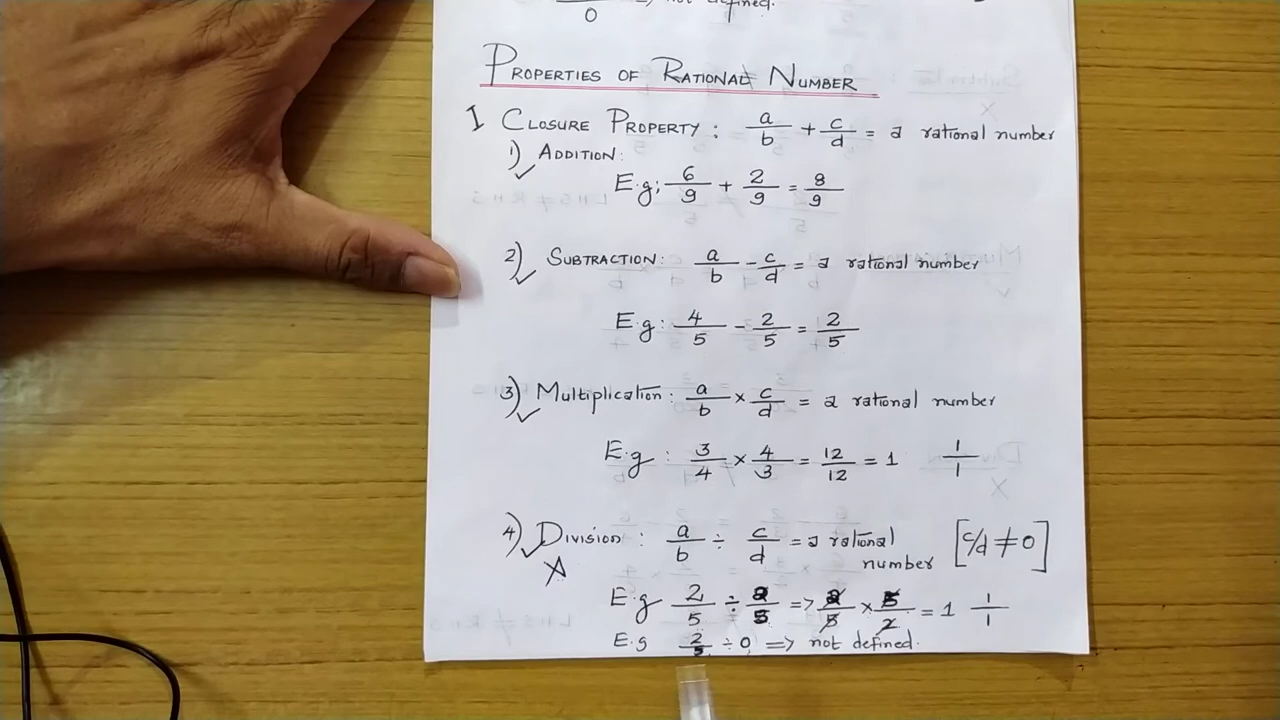 0 => not defined.
PROPERTIES OF RATIONAL NUMBER
I CLOSURE PROPERTY : a/b + c/d = a rational number
1) ADDITION :
E.g; 6/9 + 2/9 = 8/9
2) SUBTRACTION : a/b - c/d = a rational number
E.g : 4/5 - 2/5 = 2/5
3) Multiplication : a/b × c/d = a rational number
E.g : 3/4 × 4/3 = 12/12 = 1 1/1
4) DIVISION : a/b ÷ c/d = a rational number [c/d ≠ 0]
E.g 2/5 ÷ 2/5 => 2/5 × 5/2 = 1 1/1
E.g 2/5 ÷ 0 => not defined.